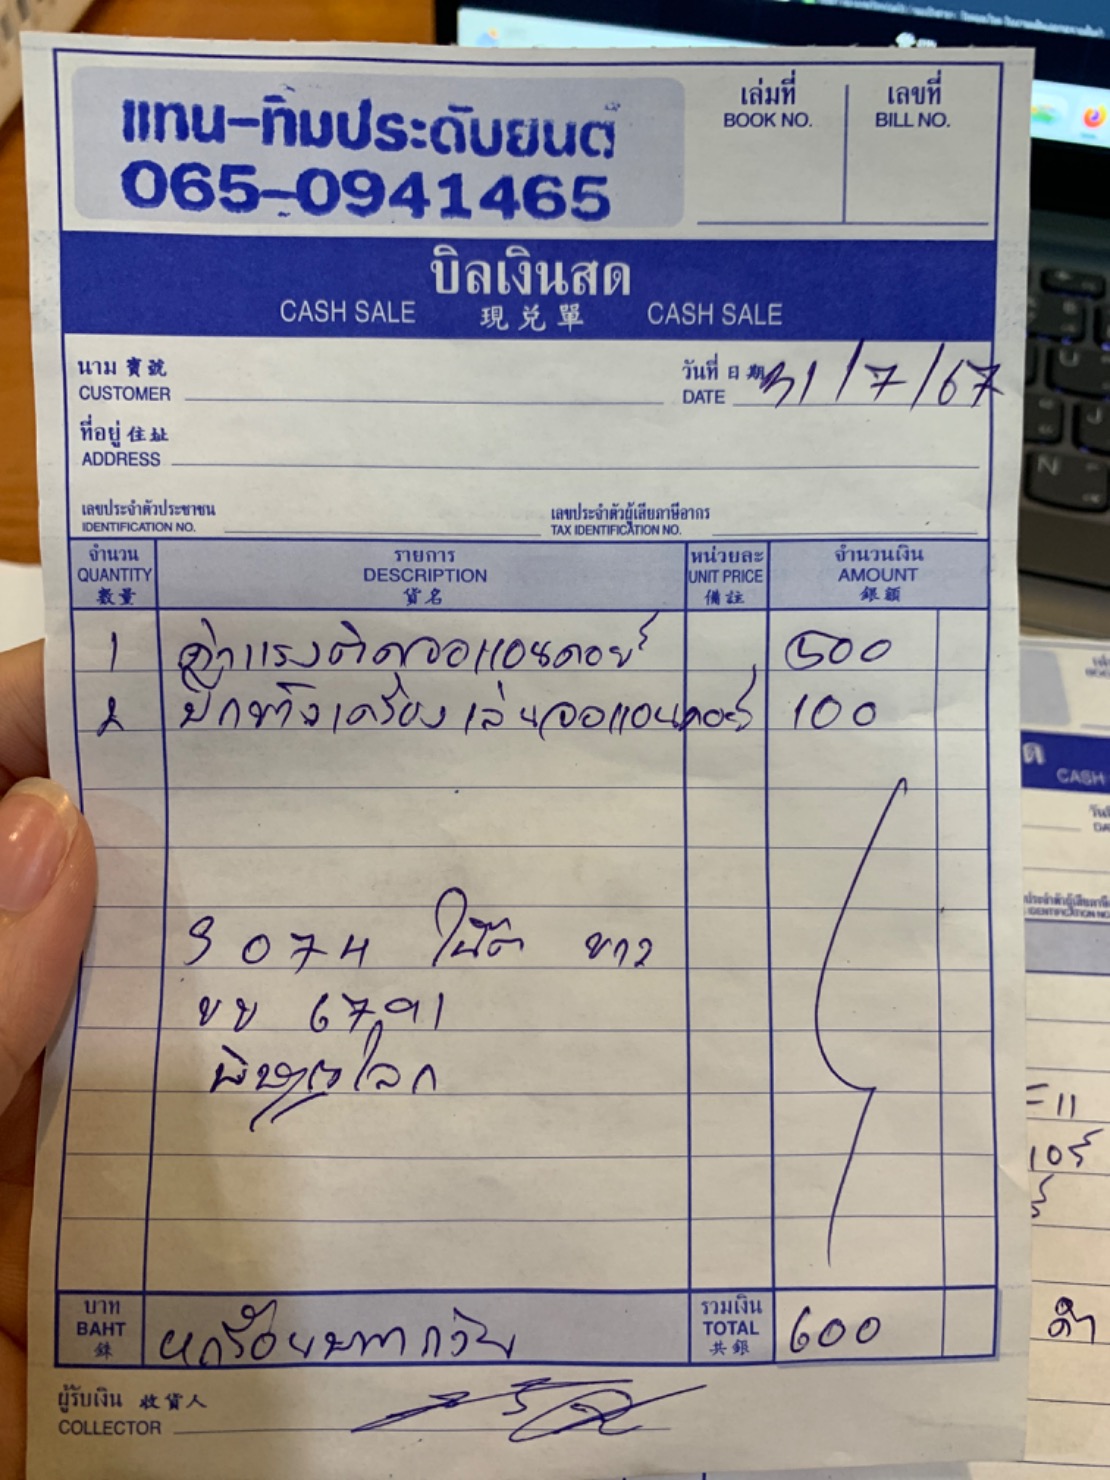 แทน-ทิมประดับยนต์
065-0941465
เล่มที่
BOOK NO.
เลขที่
BILL NO.
บิลเงินสด
CASH SALE 現兌單 CASH SALE
นาม 寶號
CUSTOMER
วันที่ 日期 31/7/67
DATE
ที่อยู่ 住址
ADDRESS
เลขประจำตัวประชาชน
IDENTIFICATION NO.
เลขประจำตัวผู้เสียภาษีอากร
TAX IDENTIFICATION NO.
จำนวน รายการ หน่วยละ จำนวนเงิน
QUANTITY DESCRIPTION UNIT PRICE AMOUNT
數量 貨名 備註 銀額
1 ค่าแรงติดจอแอนดอย์ 500
2 เครื่องเล่นจอแอนดอย์ 100
3074 ขาว
ขข 6791
พิษณุโลก
บาท
BAHT
銖
หกร้อยบาท
รวมเงิน
TOTAL 600
共銀
ผู้รับเงิน 收貨人
COLLECTOR
CASH